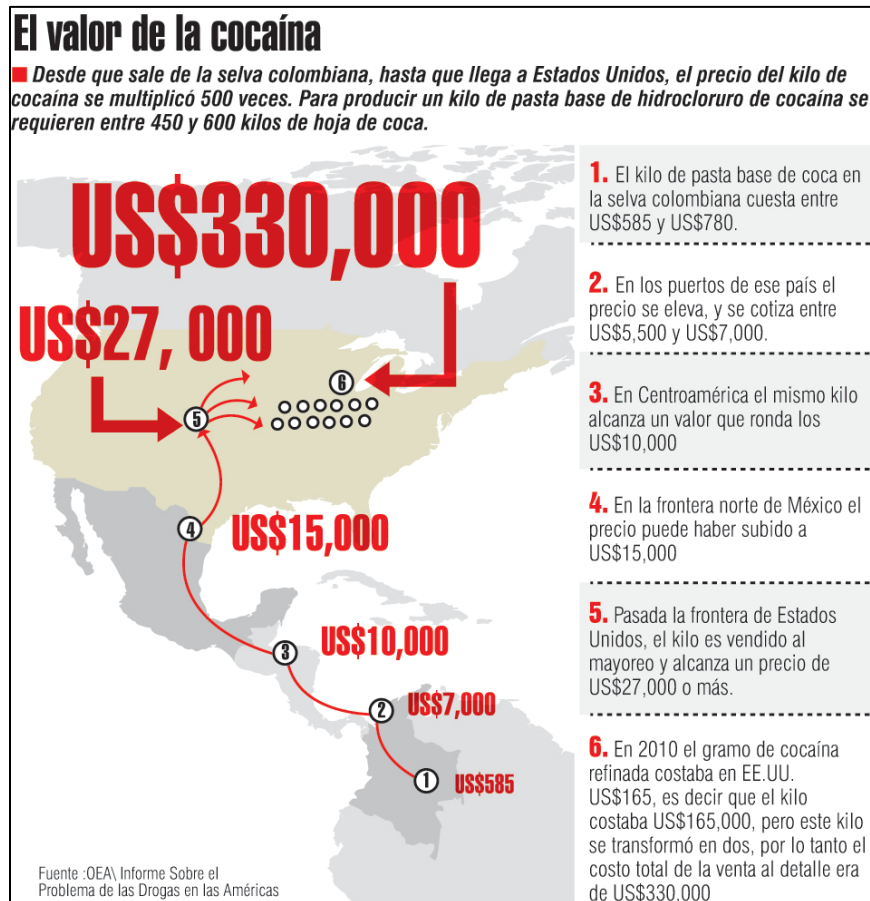 El valor de la cocaína
Desde que sale de la selva colombiana, hasta que llega a Estados Unidos, el precio del kilo de
cocaína se multiplicó 500 veces. Para producir un kilo de pasta base de hidrocloruro de cocaína se
requieren entre 450 y 600 kilos de hoja de coca.
US$330,000
US$27, 000
6
5
4
US$15,000
3
US$10,000
2
US$7,000
1
US$585
Fuente :OEA\ Informe Sobre el
Problema de las Drogas en las Américas
1. El kilo de pasta base de coca en
la selva colombiana cuesta entre
US$585 y US$780.
2. En los puertos de ese país el
precio se eleva, y se cotiza entre
US$5,500 y US$7,000.
3. En Centroamérica el mismo kilo
alcanza un valor que ronda los
US$10,000
4. En la frontera norte de México el
precio puede haber subido a
US$15,000
5. Pasada la frontera de Estados
Unidos, el kilo es vendido al
mayoreo y alcanza un precio de
US$27,000 o más.
6. En 2010 el gramo de cocaína
refinada costaba en EE.UU.
US$165, es decir que el kilo
costaba US$165,000, pero este kilo
se transformó en dos, por lo tanto el
costo total de la venta al detalle era
de US$330.000